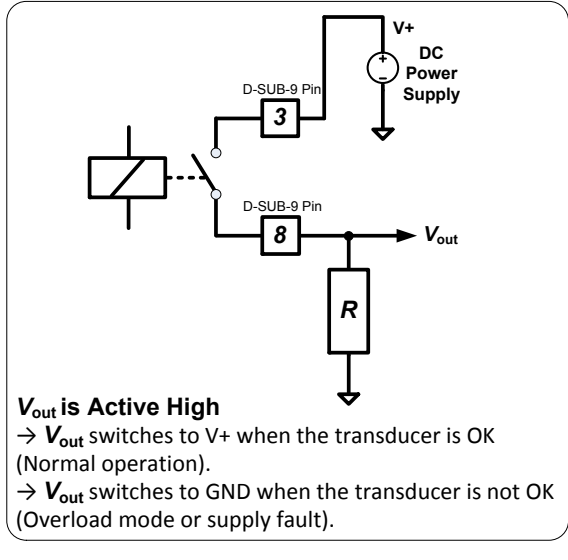 V+
DC
Power
Supply
+
–
D-SUB-9 Pin
3
D-SUB-9 Pin
8
Vout
R
Vout is Active High
→ Vout switches to V+ when the transducer is OK
(Normal operation).
→ Vout switches to GND when the transducer is not OK
(Overload mode or supply fault).